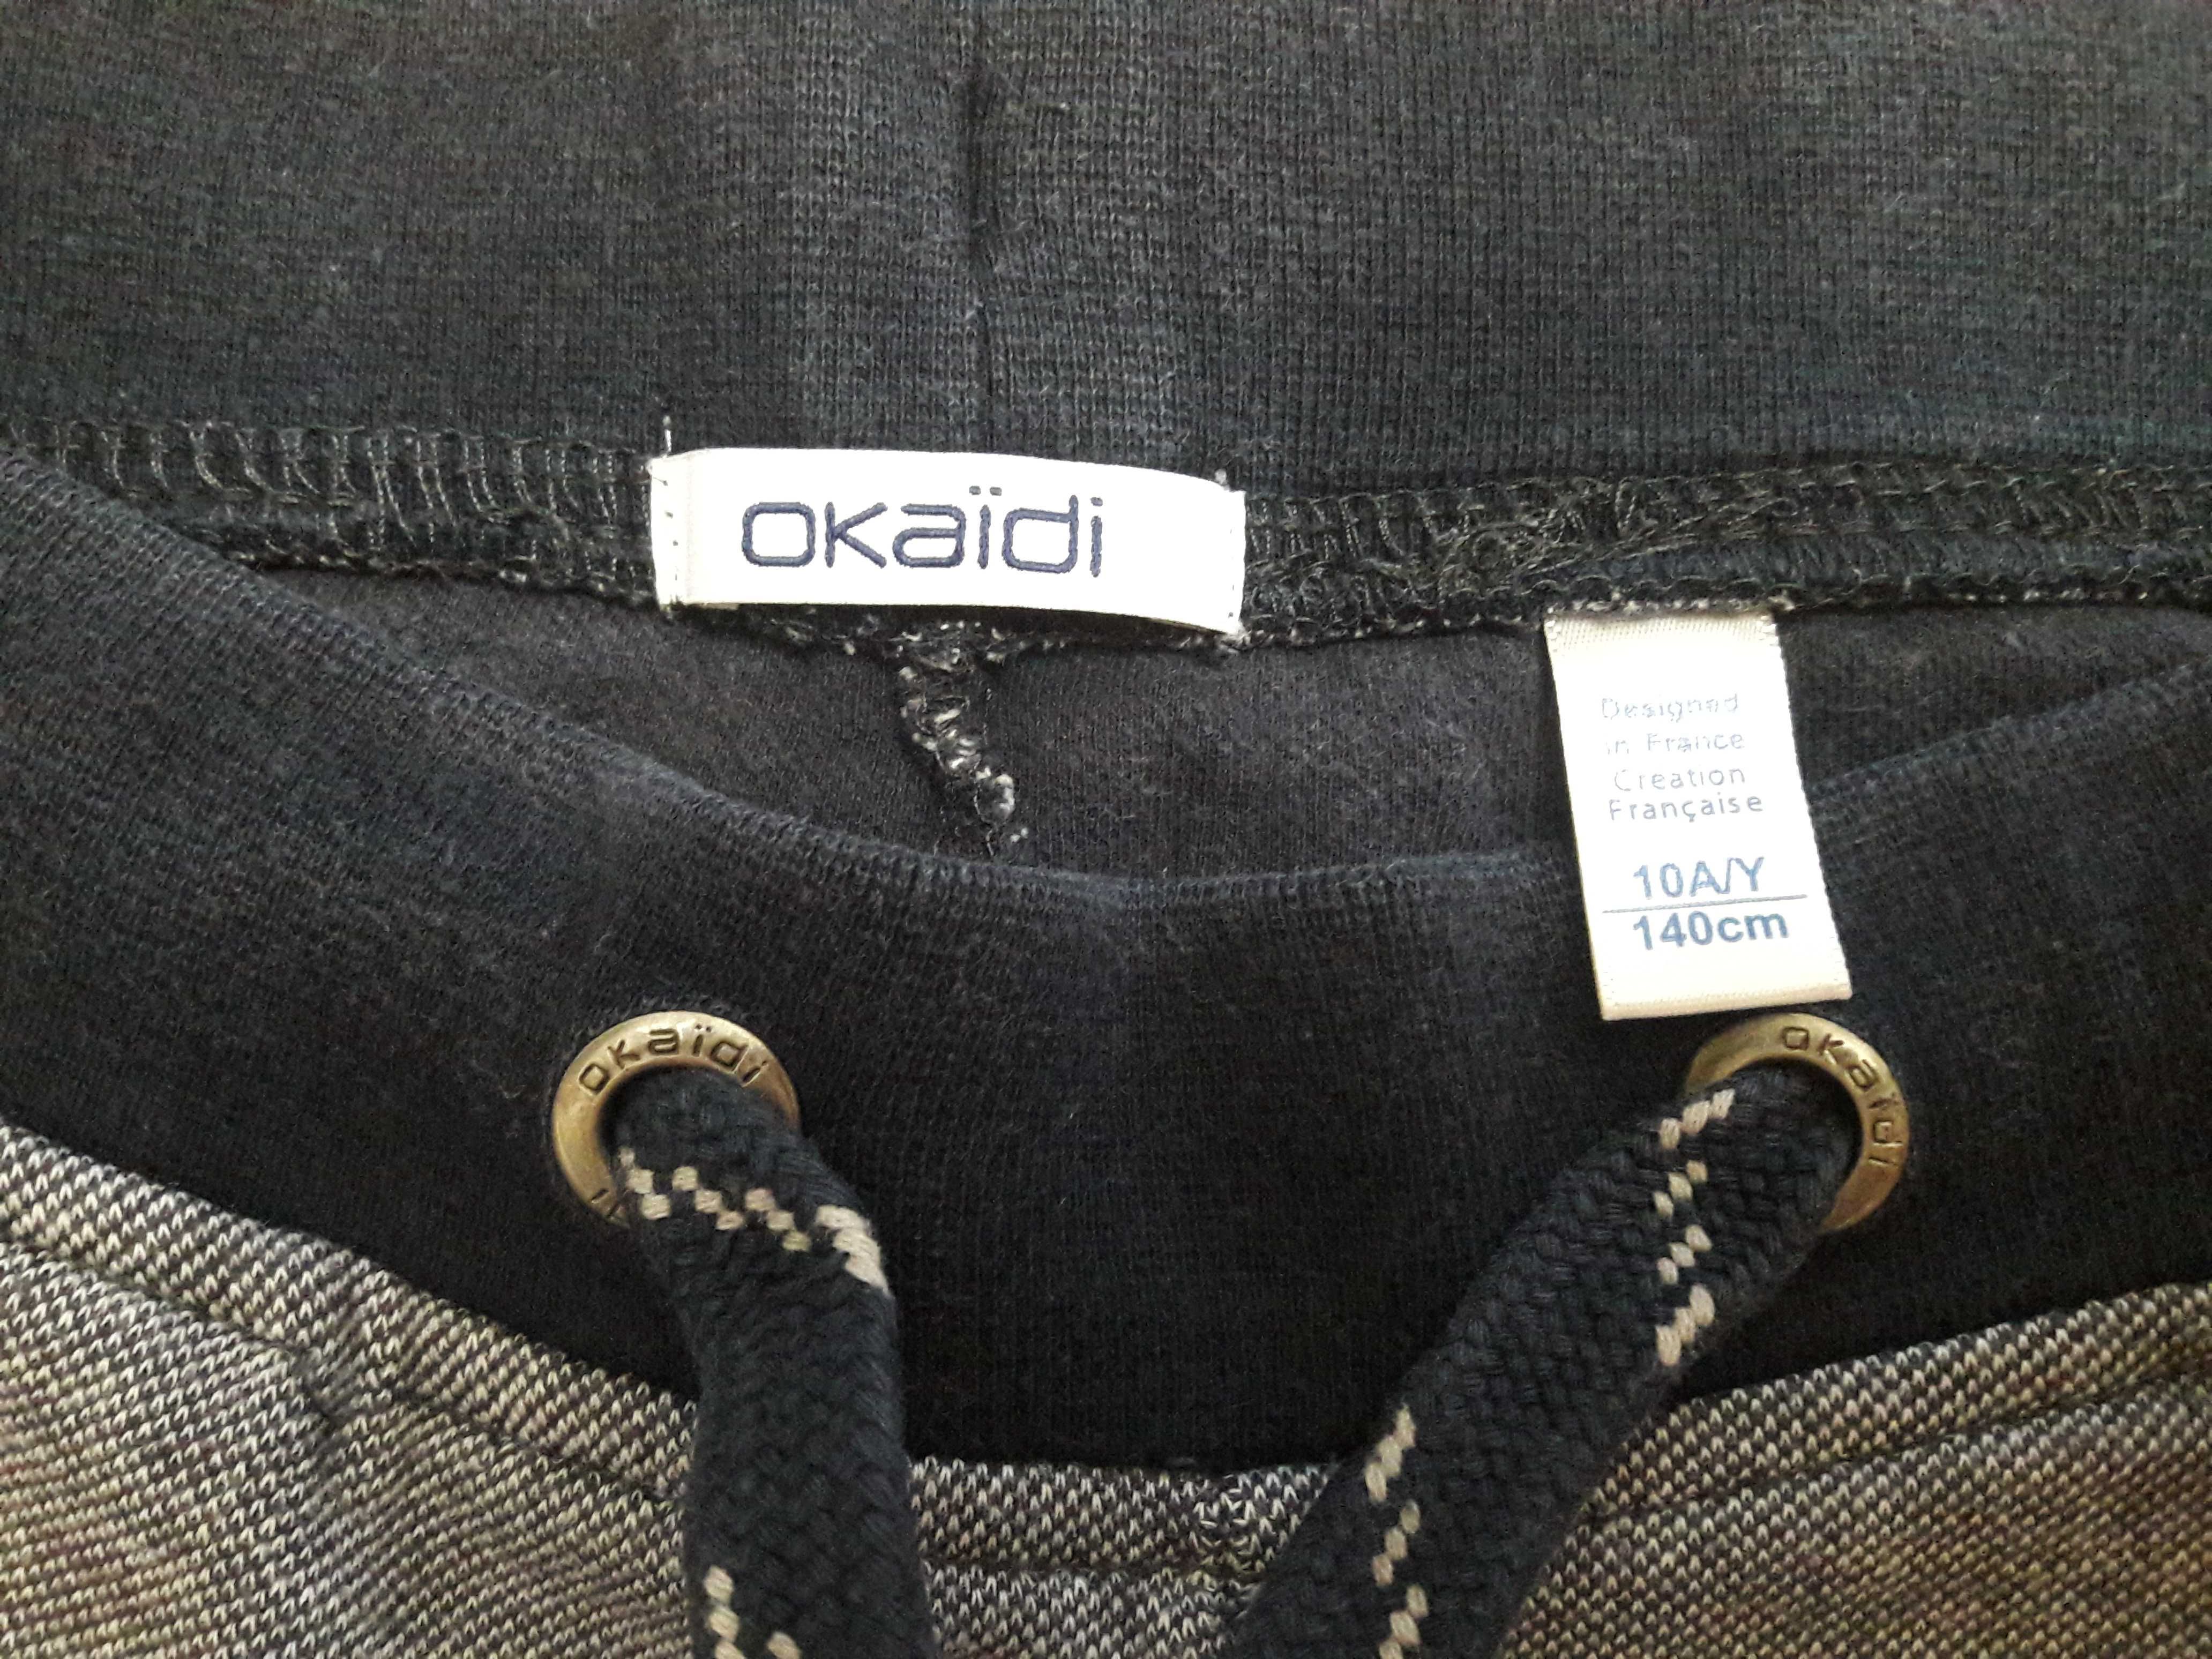 okaïdi
Designed
in France
Creation
Française
10A/Y
140cm
okaïdi
okaïdi